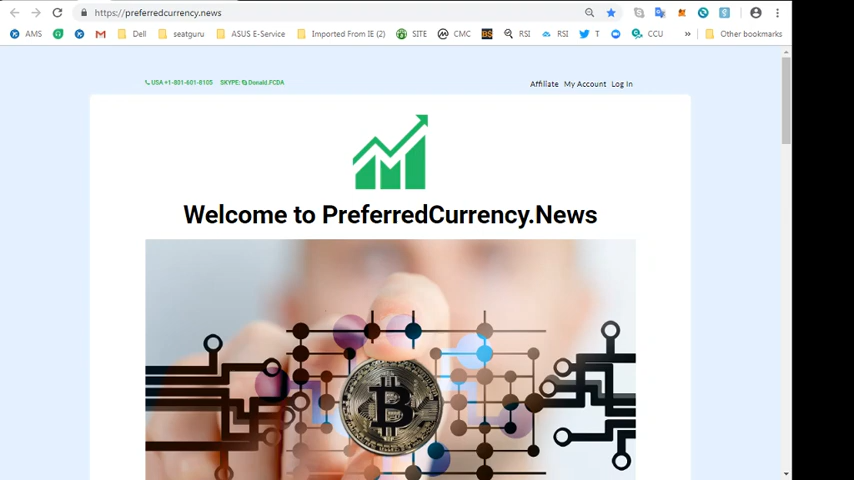 https://preferredcurrency.news
AMS
Dell
seatguru
ASUS E-Service
Imported From IE (2)
SITE
CMC
RSI
RSI
T
CCU
»
Other bookmarks
USA +1-801-601-8105 SKYPE: Donald.FCDA
Affiliate My Account Log In
Welcome to PreferredCurrency.News